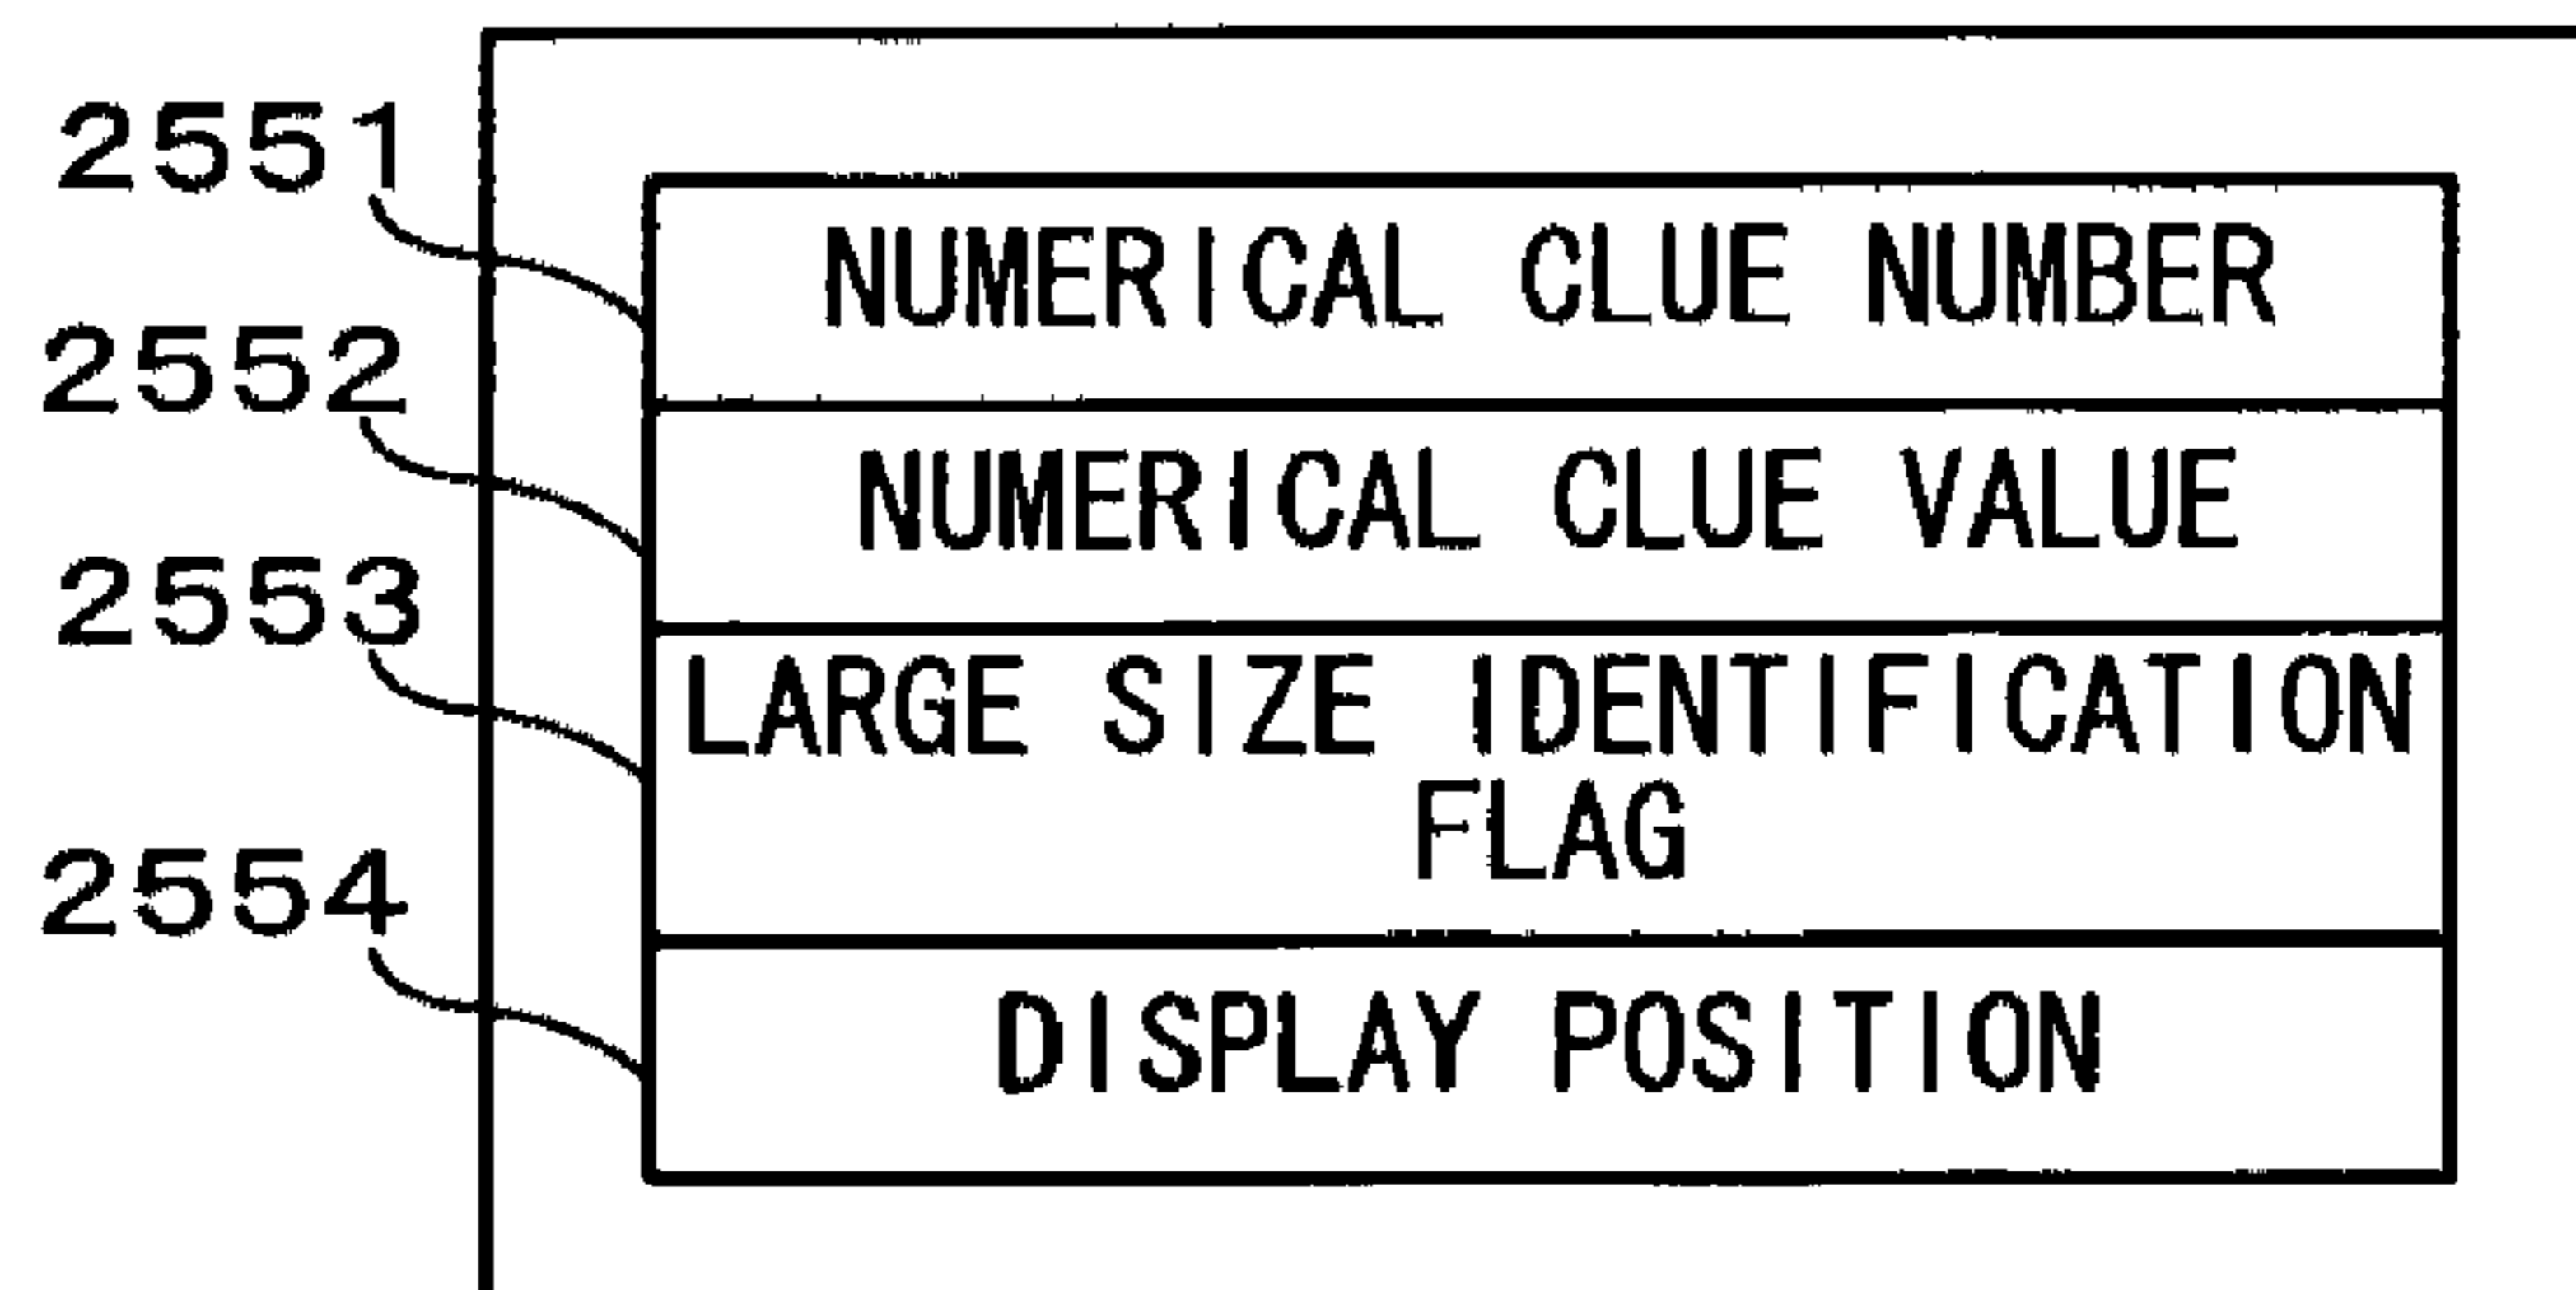 2551
NUMERICAL CLUE NUMBER
2552
NUMERICAL CLUE VALUE
2553
LARGE SIZE IDENTIFICATION
FLAG
2554
DISPLAY POSITION